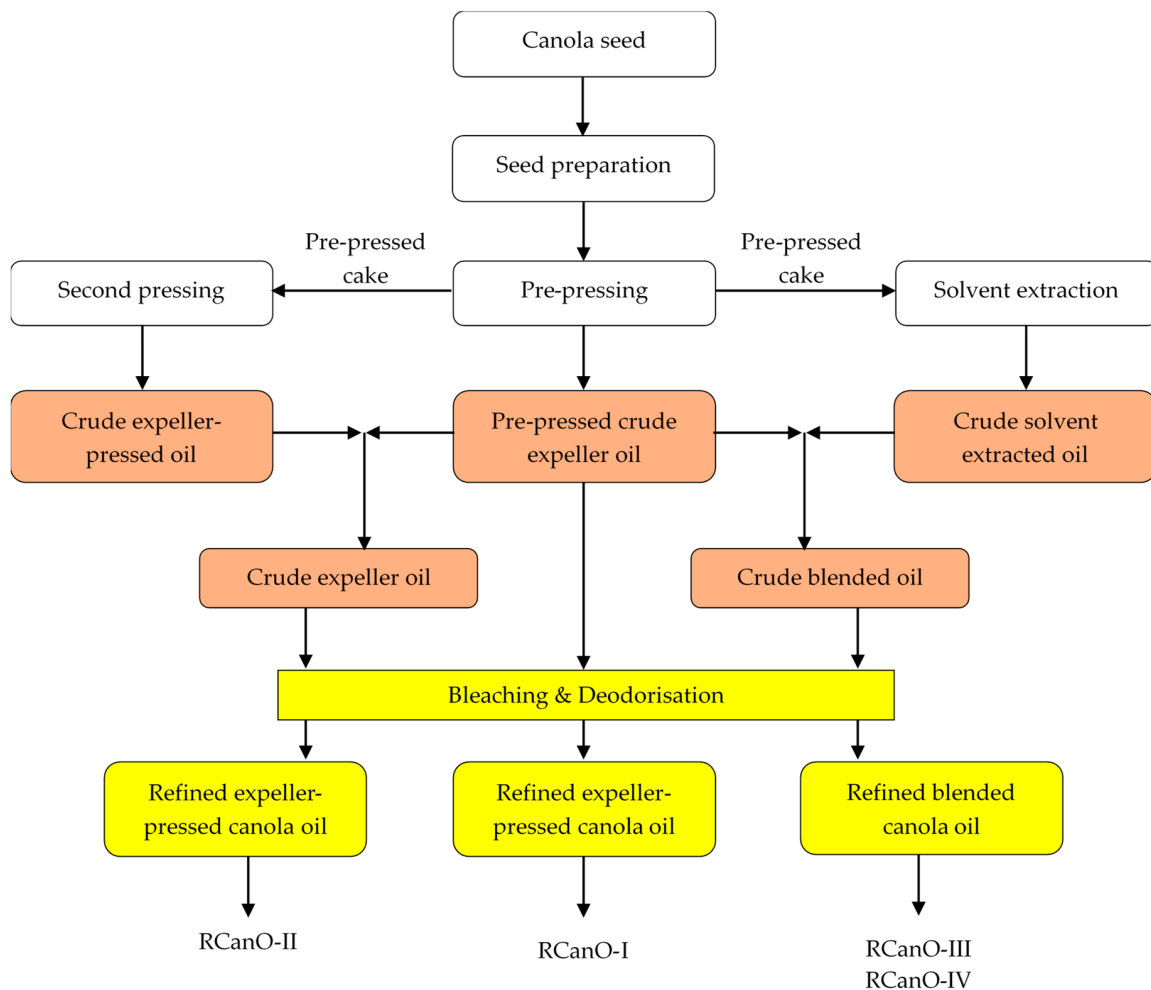 Canola seed
Seed preparation
Pre-pressed
cake
Pre-pressed
cake
Second pressing
Pre-pressing
Solvent extraction
Crude expeller-
pressed oil
Pre-pressed crude
expeller oil
Crude solvent
extracted oil
Crude expeller oil
Crude blended oil
Bleaching & Deodorisation
Refined expeller-
pressed canola oil
Refined expeller-
pressed canola oil
Refined blended
canola oil
RCanO-II
RCanO-I
RCanO-III
RCanO-IV